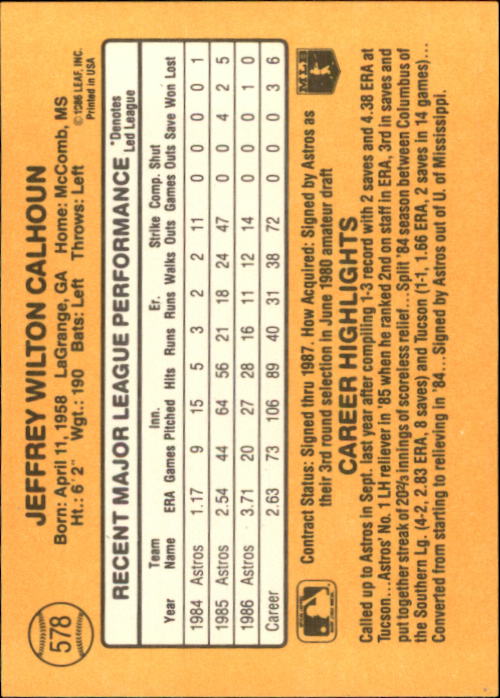 578
JEFFREY WILTON CALHOUN
Born: April 11, 1958 LaGrange, GA Home: McComb, MS
Ht.: 6'2" Wgt.: 190 Bats: Left Throws: Left
© 1986 LEAF, INC.
Printed in USA
RECENT MAJOR LEAGUE PERFORMANCE
*Denotes
Led League
Team Inn. Er. Strike Comp. Shut
Year Name ERA Games Pitched Hits Runs Runs Walks Outs Games Outs Save Won Lost
1984 Astros 1.17 9 15 5 3 2 2 11 0 0 0 0 1
1985 Astros 2.54 44 64 56 21 18 24 47 0 0 4 2 5
1986 Astros 3.71 20 27 28 16 11 12 14 0 0 0 1 0
Career 2.63 73 106 89 40 31 38 72 0 0 3 6
Contract Status: Signed thru 1987. How Acquired: Signed by Astros as
their 3rd round selection in June 1980 amateur draft
MLB
CAREER HIGHLIGHTS
Called up to Astros in Sept. last year after compiling 1-3 record with 2 saves and 4.38 ERA at
Tucson...Astros' No. 1 LH reliever in '85 when he ranked 2nd on staff in ERA, 3rd in saves and
put together streak of 20⅔ innings of scoreless relief...Split '84 season between Columbus of
the Southern Lg. (4-2, 2.83 ERA, 8 saves) and Tucson (1-1, 1.66 ERA, 2 saves in 14 games)...
Converted from starting to relieving in '84...Signed by Astros out of U. of Mississippi.